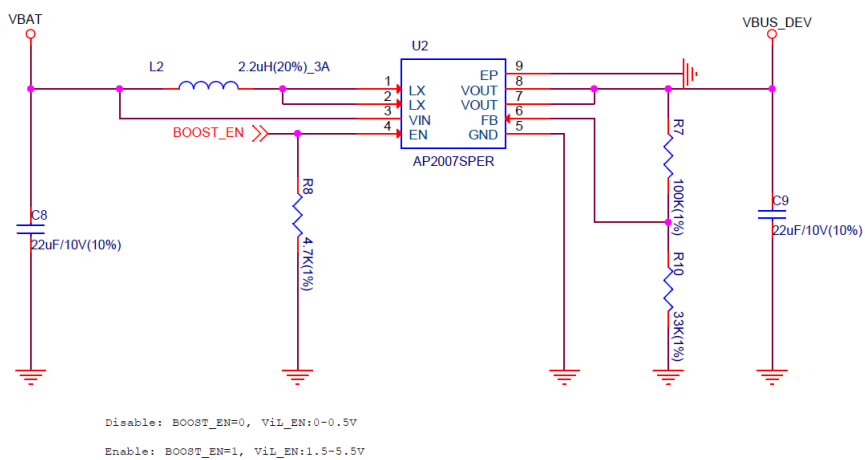 VBAT
VBUS_DEV
U2
L2
2.2uH(20%)_3A
1
LX
2
LX
3
VIN
4
EN
EP
9
VOUT
8
VOUT
7
FB
6
GND
5
BOOST_EN
AP2007SPER
R7
100K(1%)
R8
4.7K(1%)
C8
22uF/10V(10%)
C9
22uF/10V(10%)
R10
33K(1%)
Disable: BOOST_EN=0, ViL_EN:0-0.5V
Enable: BOOST_EN=1, ViL_EN:1.5-5.5V